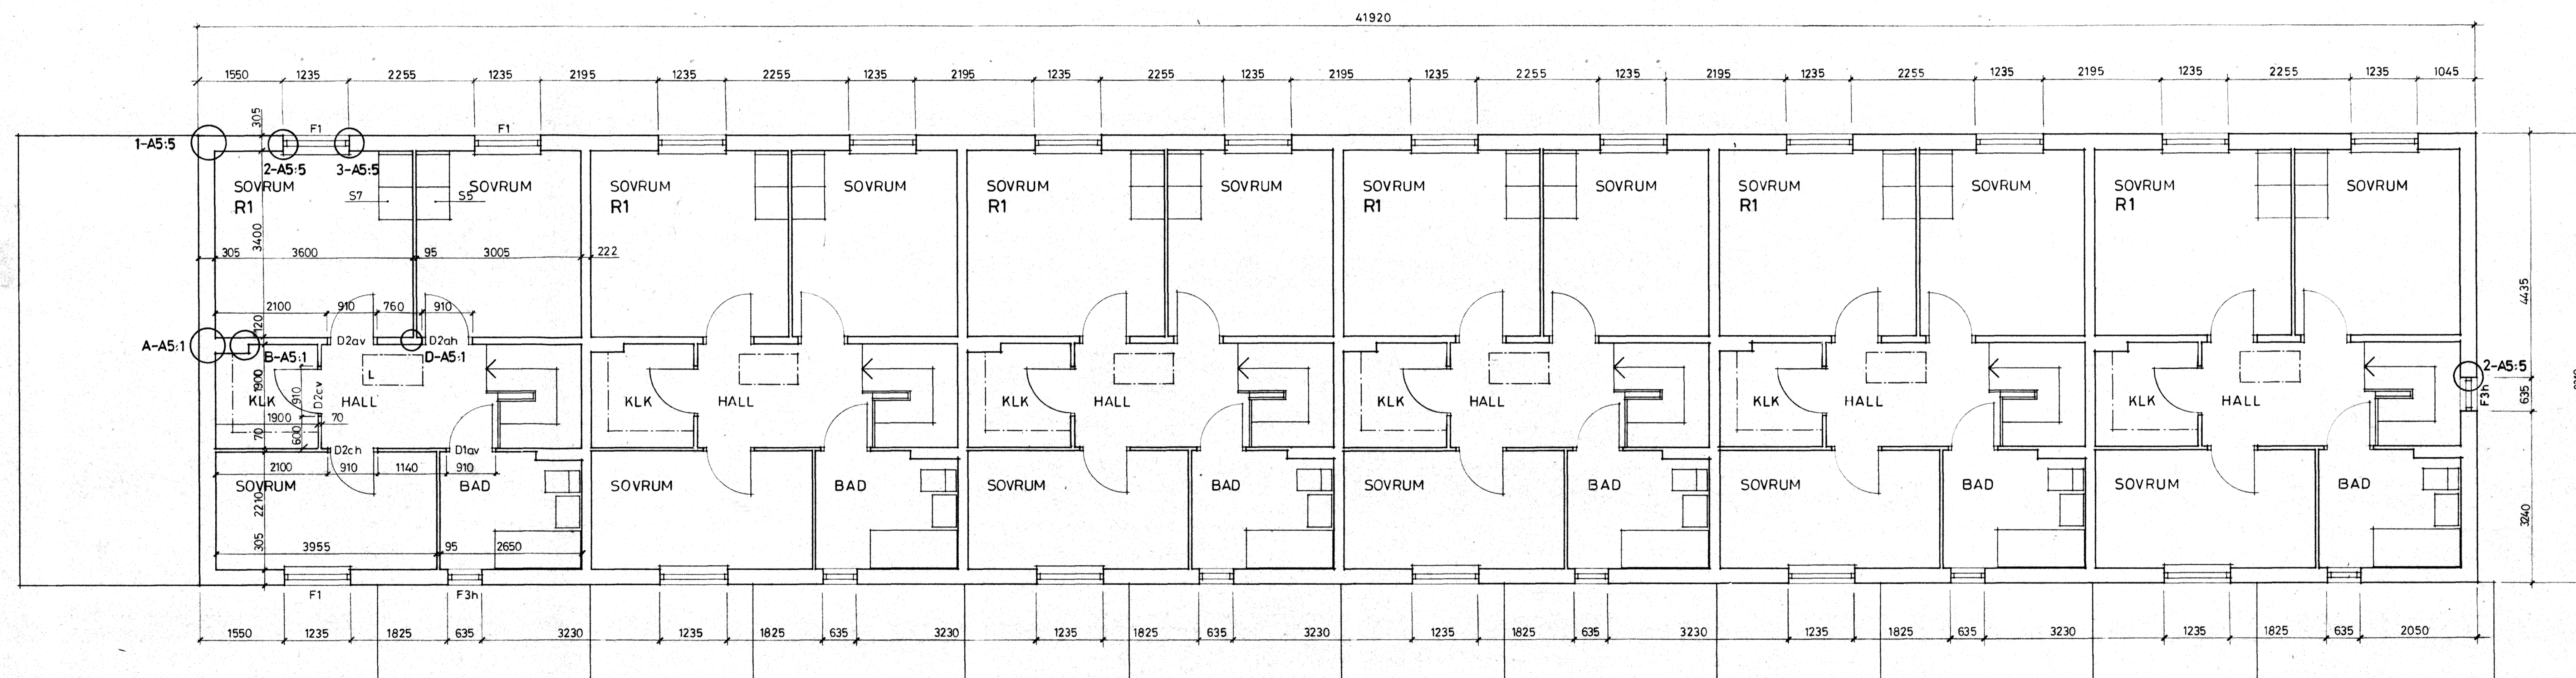 41920
1550 1235 2255 1235 2195 1235 2255 1235 2195 1235 2255 1235 2195 1235 2255 1235 2195 1235 2255 1235 2195 1235 2255 1235 1045
305
F1 F1
1-A5:5
2-A5:5 3-A5:5
SOVRUM SOVRUM SOVRUM SOVRUM SOVRUM SOVRUM SOVRUM SOVRUM SOVRUM SOVRUM SOVRUM SOVRUM
S7 S5
R1 R1 R1 R1 R1 R1
3400
305 3600 95 3005 222
4435
2100 910 760 910
120
A-A5:1 D2av D2ah
B-A5:1 D-A5:1
2-A5:5
L
1900 910 D2cv
635 F3h
KLK HALL KLK HALL KLK HALL KLK HALL KLK HALL KLK HALL
1900 70
70 600
D2ch D1av
2100 910 1140 910
SOVRUM BAD SOVRUM BAD SOVRUM BAD SOVRUM BAD SOVRUM BAD SOVRUM BAD
2210
3240
305
3955 95 2650
F1 F3h
1550 1235 1825 635 3230 1235 1825 635 3230 1235 1825 635 3230 1235 1825 635 3230 1235 1825 635 3230 1235 1825 635 2050